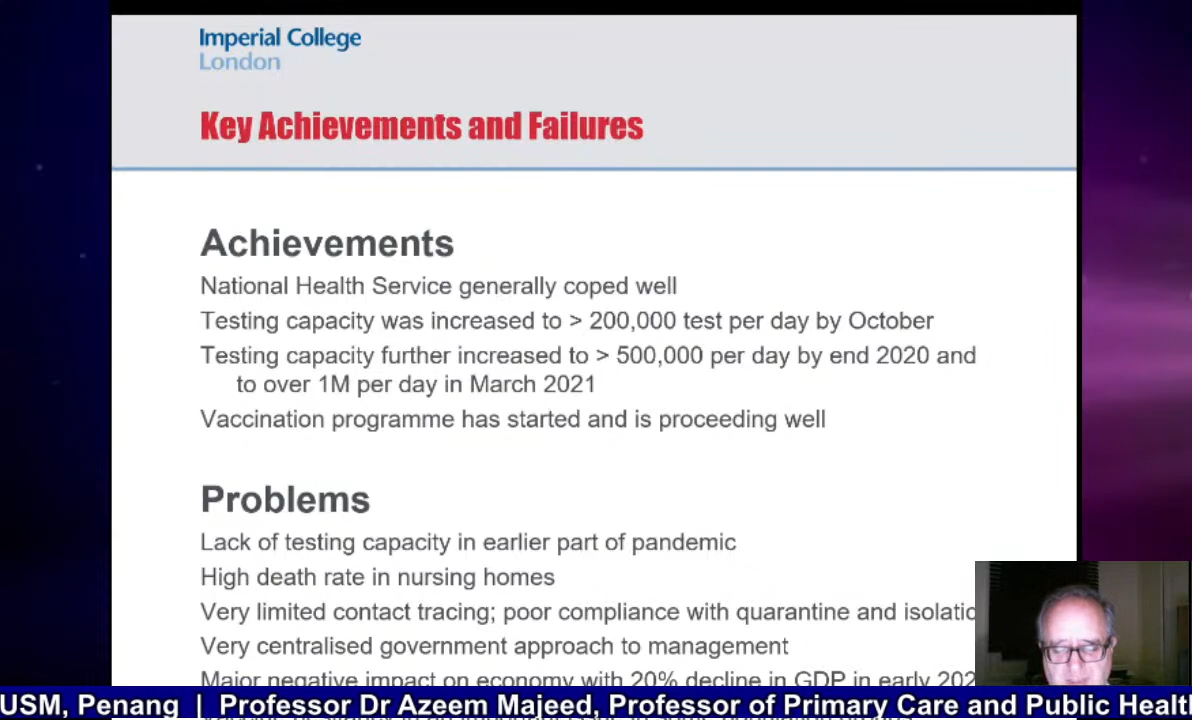 Imperial College
London
Key Achievements and Failures
Achievements
National Health Service generally coped well
Testing capacity was increased to > 200,000 test per day by October
Testing capacity further increased to > 500,000 per day by end 2020 and
to over 1M per day in March 2021
Vaccination programme has started and is proceeding well
Problems
Lack of testing capacity in earlier part of pandemic
High death rate in nursing homes
Very limited contact tracing; poor compliance with quarantine and isolatio
Very centralised government approach to management
Major negative impact on economy with 20% decline in GDP in early 202
USM, Penang | Professor Dr Azeem Majeed, Professor of Primary Care and Public Healt